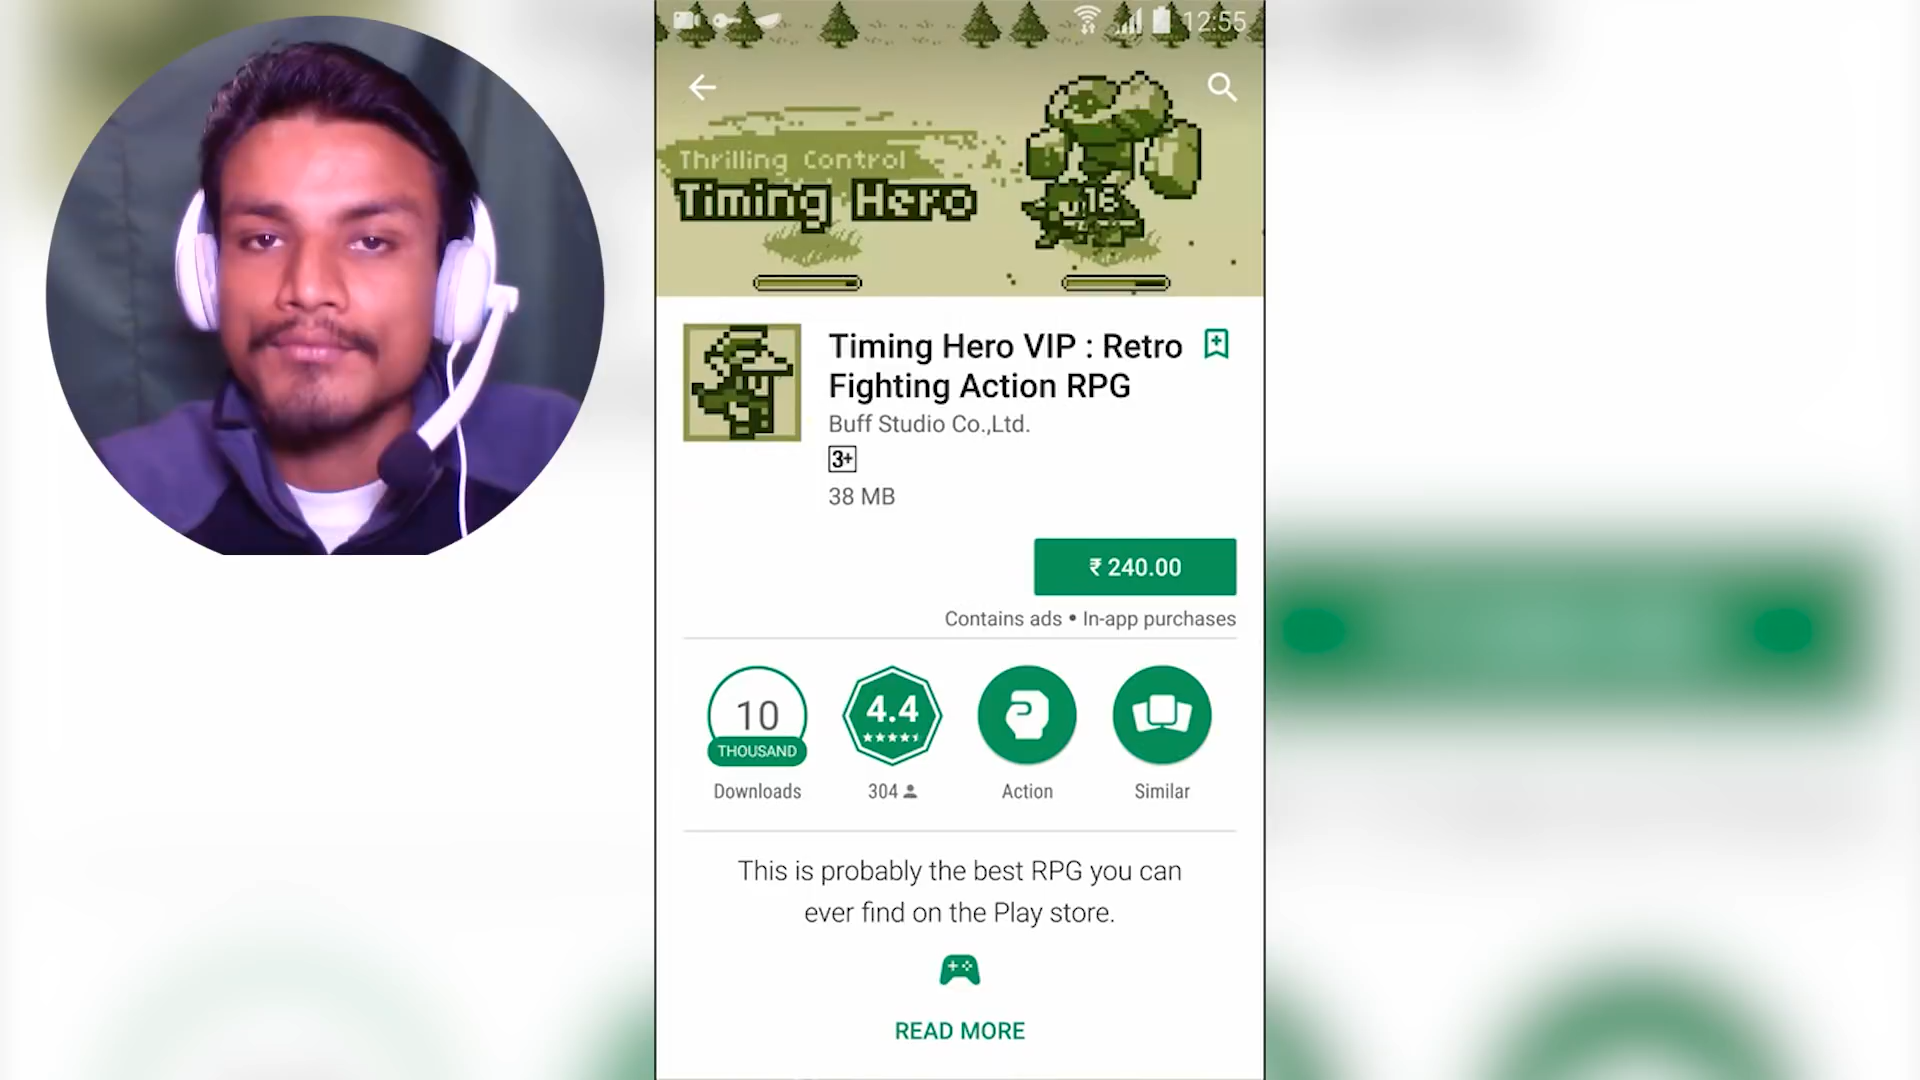 12:55
Thrilling Control
Timing Hero
16
Timing Hero VIP : Retro
Fighting Action RPG
Buff Studio Co.,Ltd.
3+
38 MB
₹ 240.00
Contains ads • In-app purchases
10
THOUSAND
Downloads
4.4
304
Action
Similar
This is probably the best RPG you can
ever find on the Play store.
READ MORE